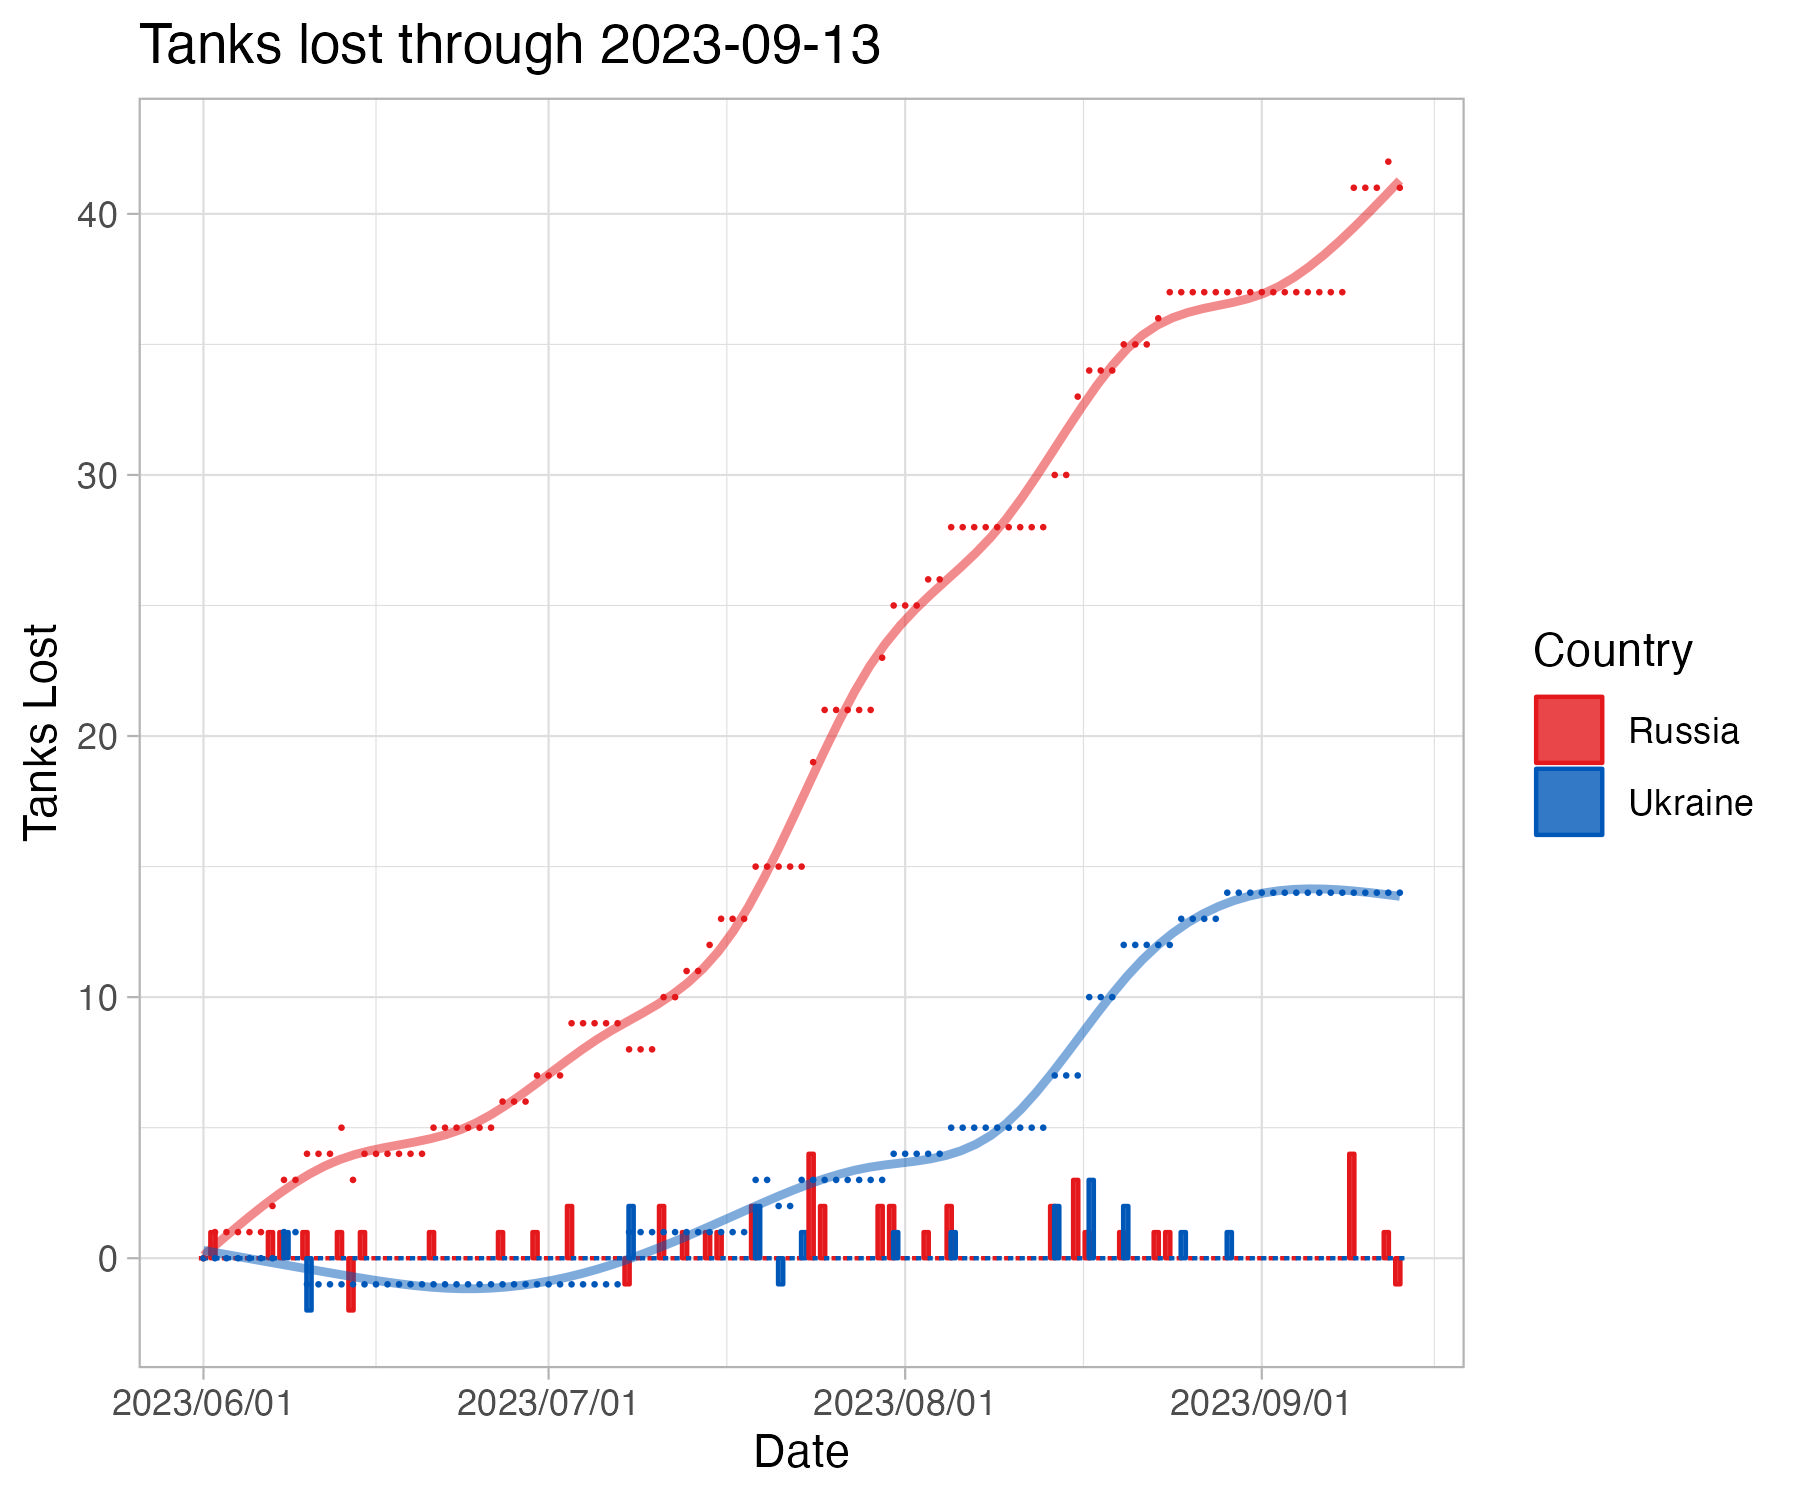 Tanks lost through 2023-09-13
40
30
20
10
0
Tanks Lost
2023/06/01
2023/07/01
2023/08/01
2023/09/01
Date
Country
Russia
Ukraine